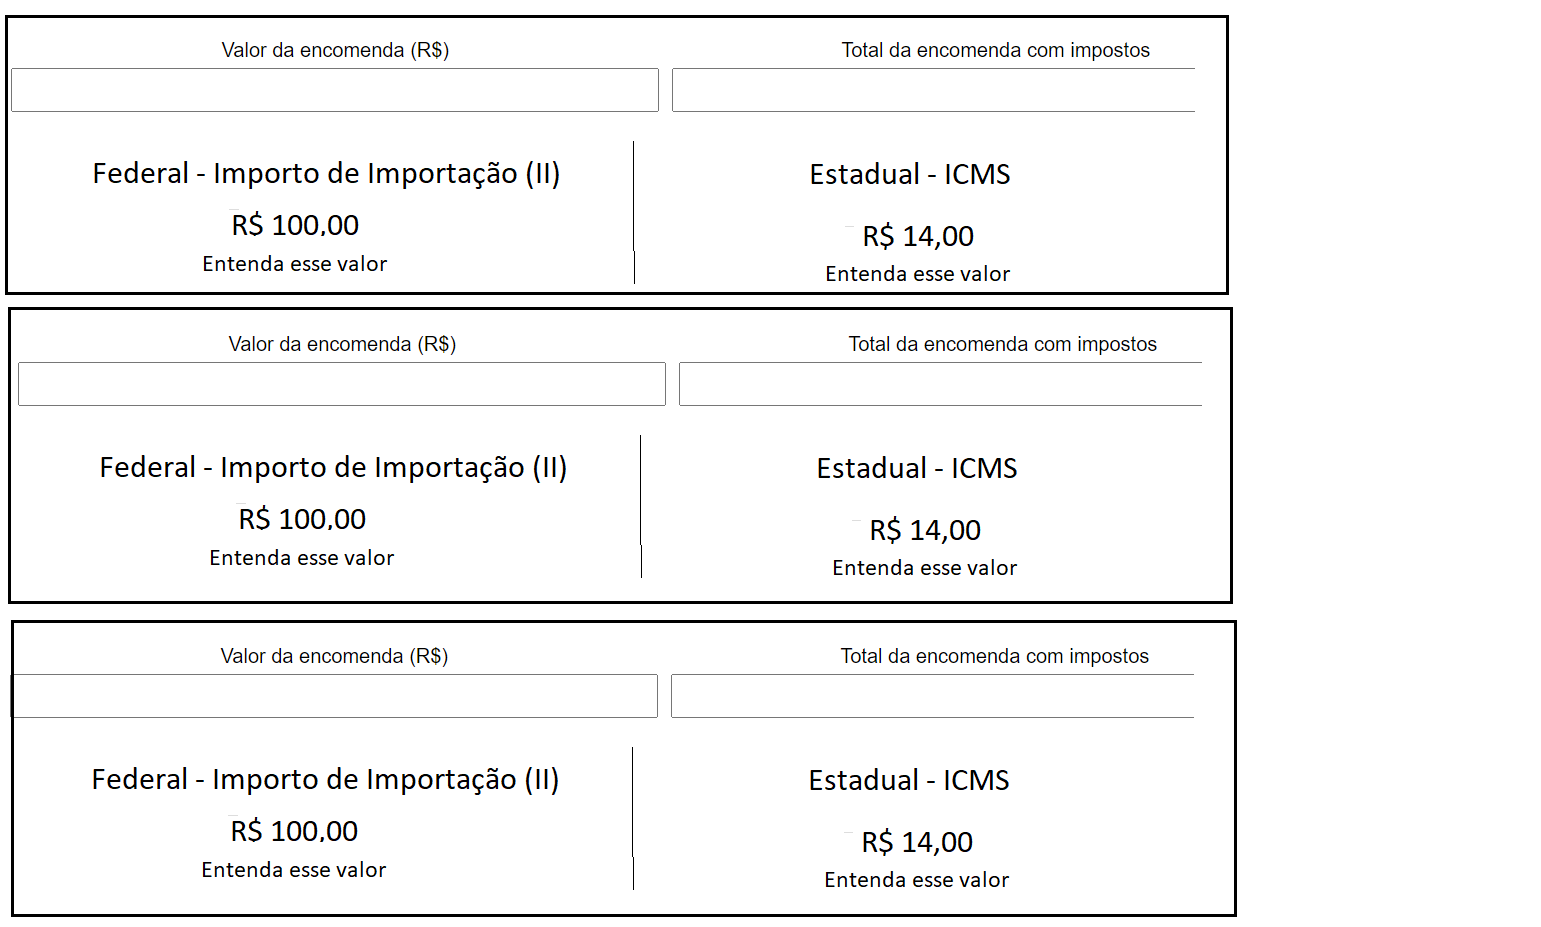 Valor da encomenda (R$) Total da encomenda com impostos
Federal - Importo de Importação (II) Estadual - ICMS
R$ 100,00 R$ 14,00
Entenda esse valor Entenda esse valor
Valor da encomenda (R$) Total da encomenda com impostos
Federal - Importo de Importação (II) Estadual - ICMS
R$ 100,00 R$ 14,00
Entenda esse valor Entenda esse valor
Valor da encomenda (R$) Total da encomenda com impostos
Federal - Importo de Importação (II) Estadual - ICMS
R$ 100,00 R$ 14,00
Entenda esse valor Entenda esse valor